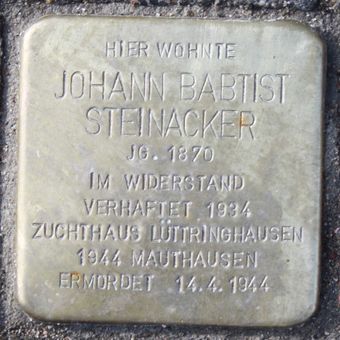 HIER WOHNTE
JOHANN BABTIST
STEINACKER
JG. 1870
IM WIDERSTAND
VERHAFTET 1934
ZUCHTHAUS LÜTTRINGHAUSEN
1944 MAUTHAUSEN
ERMORDET 14.4.1944